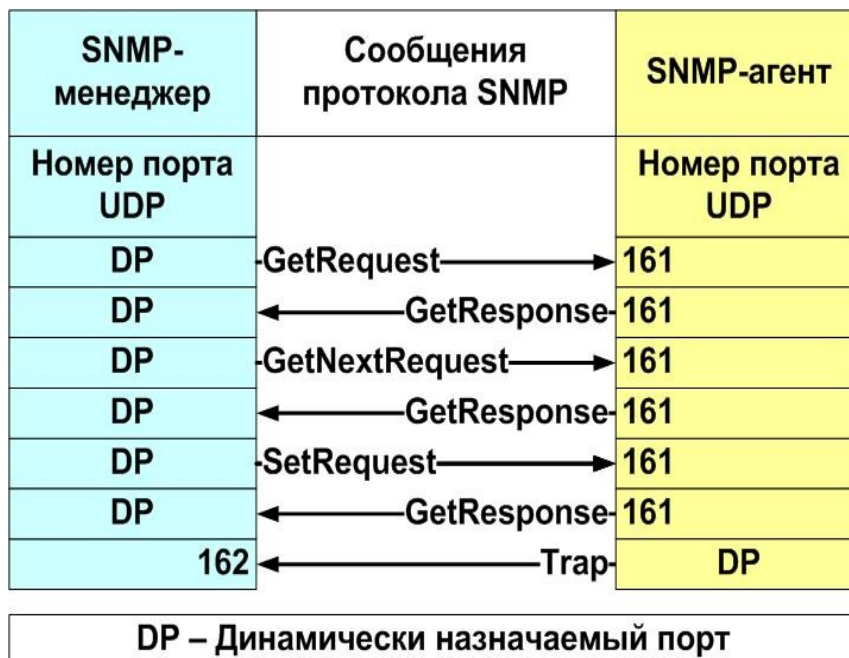 SNMP-
менеджер
Сообщения
протокола SNMP
SNMP-агент
Номер порта
UDP
Номер порта
UDP
DP GetRequest 161
DP GetResponse 161
DP GetNextRequest 161
DP GetResponse 161
DP SetRequest 161
DP GetResponse 161
162 Trap DP
DP – Динамически назначаемый порт